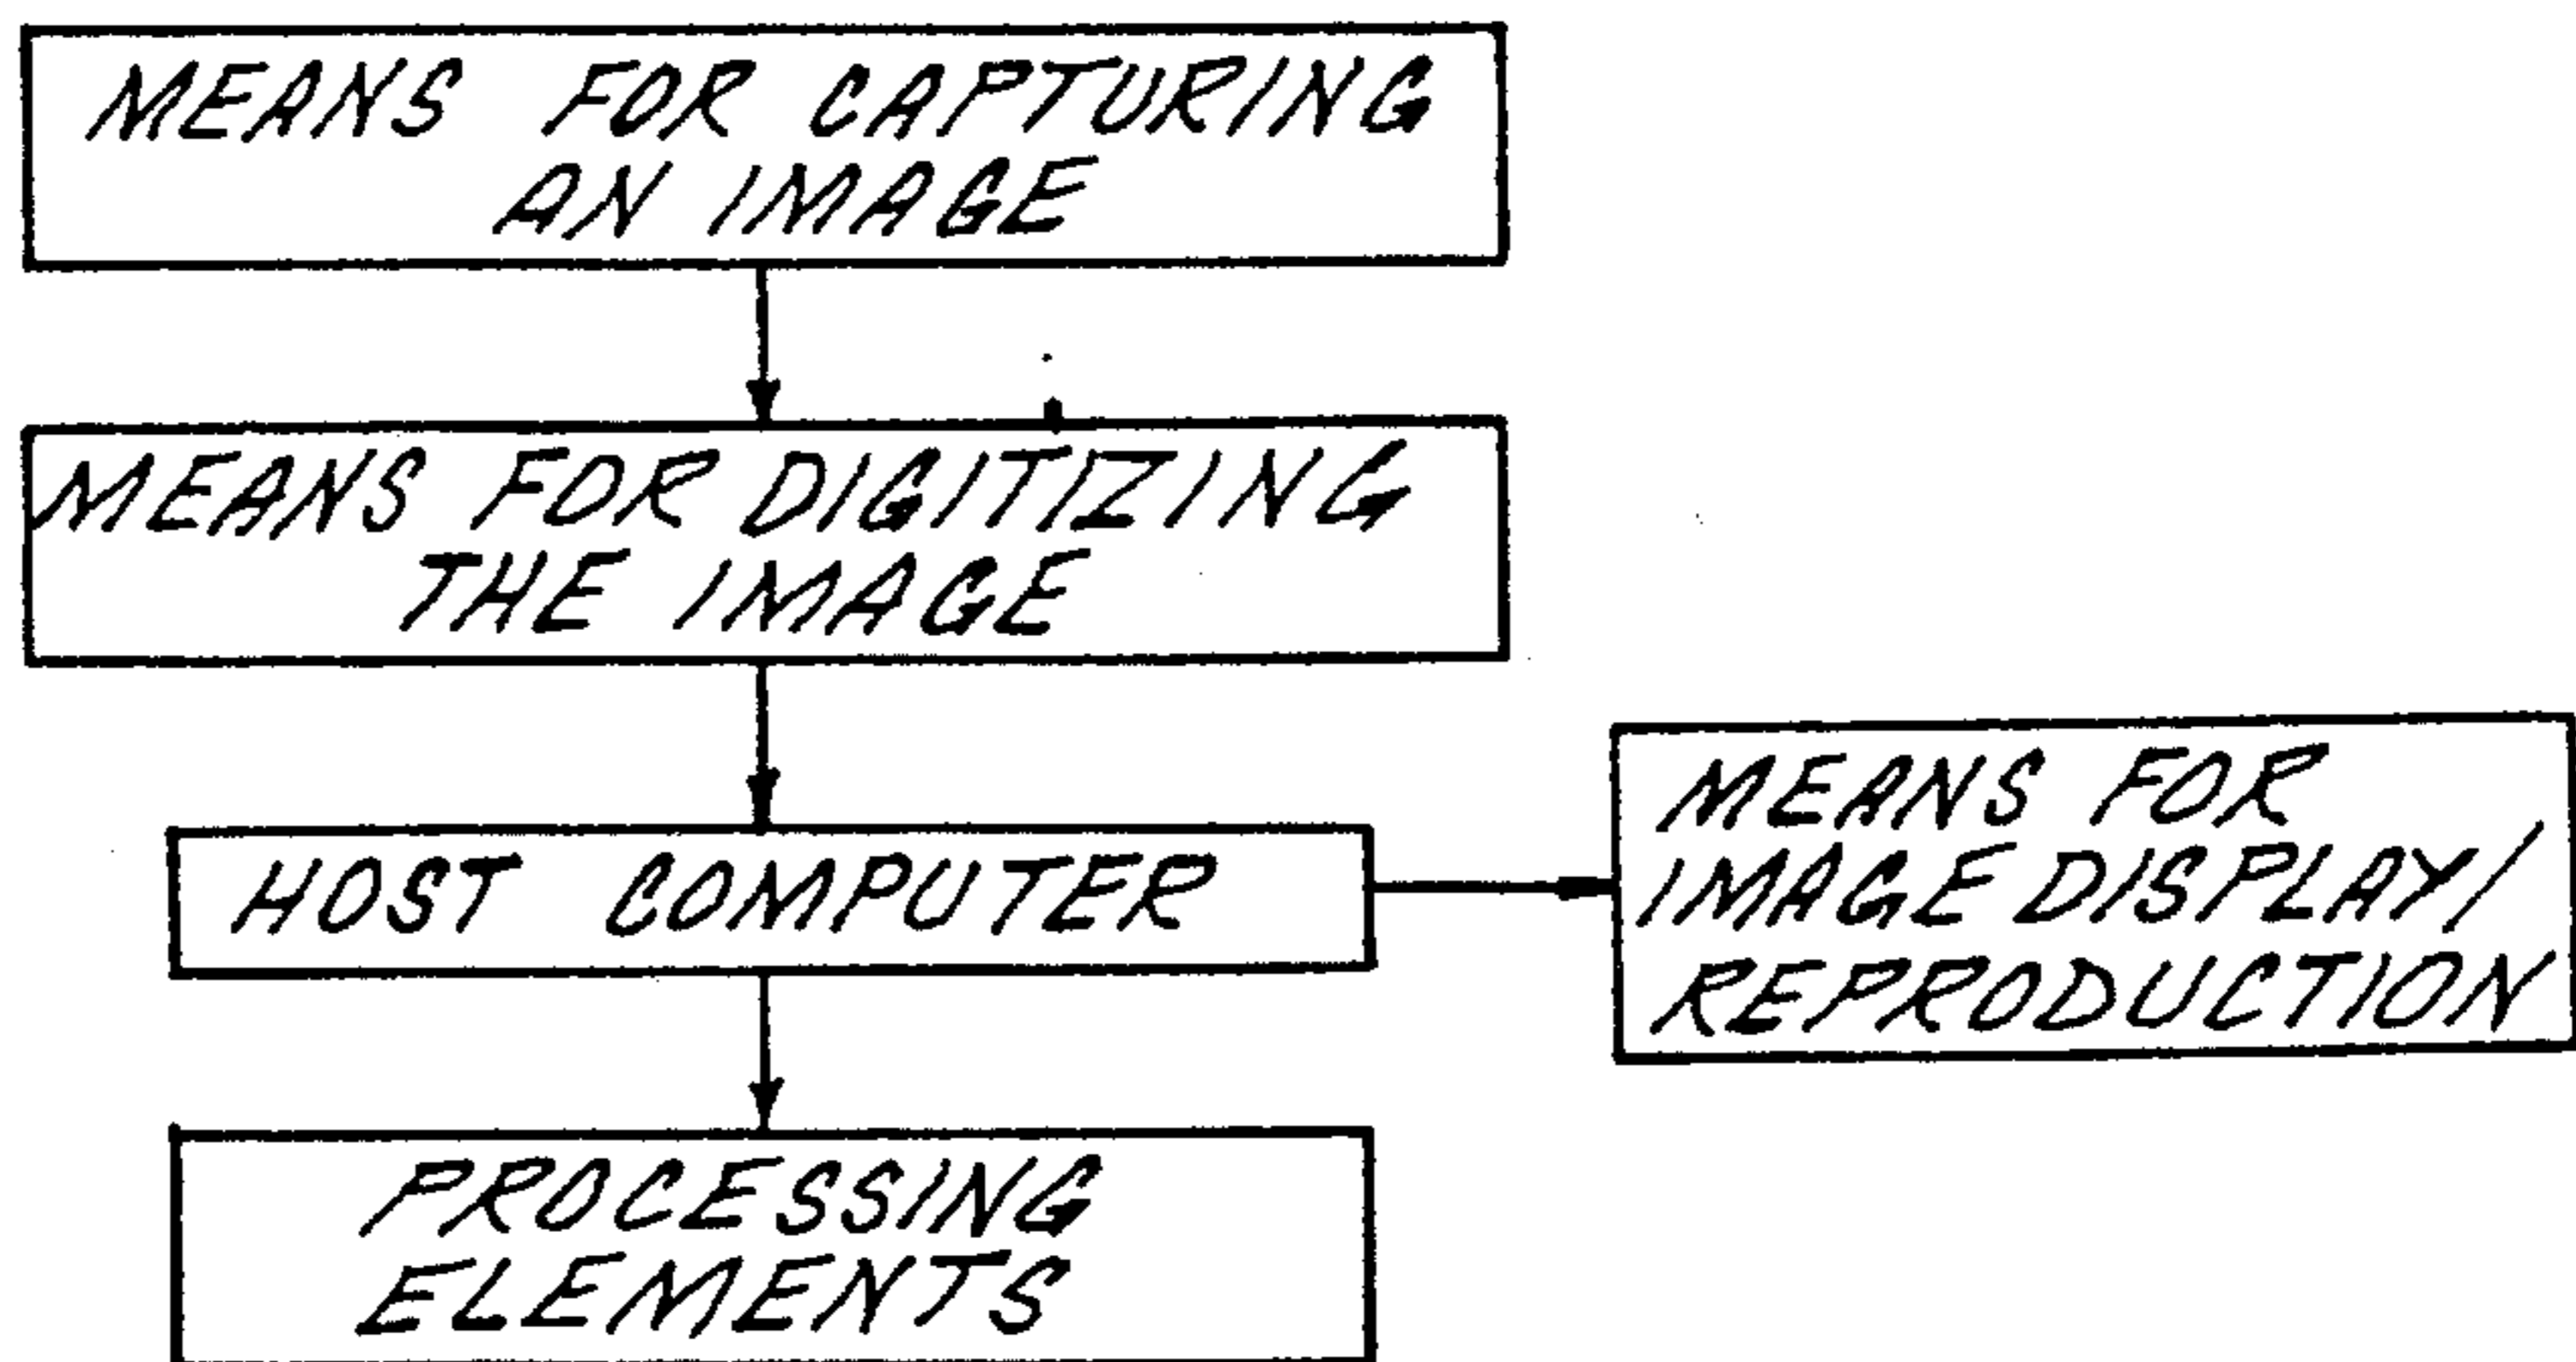 MEANS FOR CAPTURING
AN IMAGE
MEANS FOR DIGITIZING
THE IMAGE
HOST COMPUTER
MEANS FOR
IMAGE DISPLAY/
REPRODUCTION
PROCESSING
ELEMENTS